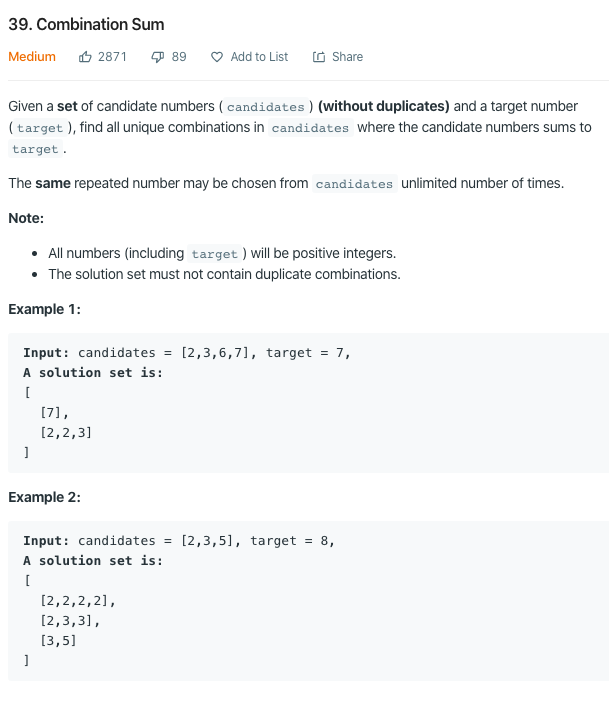 39. Combination Sum
Medium 2871 89 Add to List Share
Given a set of candidate numbers ( candidates ) (without duplicates) and a target number
( target ), find all unique combinations in candidates where the candidate numbers sums to
target .
The same repeated number may be chosen from candidates unlimited number of times.
Note:
• All numbers (including target ) will be positive integers.
• The solution set must not contain duplicate combinations.
Example 1:
Input: candidates = [2,3,6,7], target = 7,
A solution set is:
[
[7],
[2,2,3]
]
Example 2:
Input: candidates = [2,3,5], target = 8,
A solution set is:
[
[2,2,2,2],
[2,3,3],
[3,5]
]